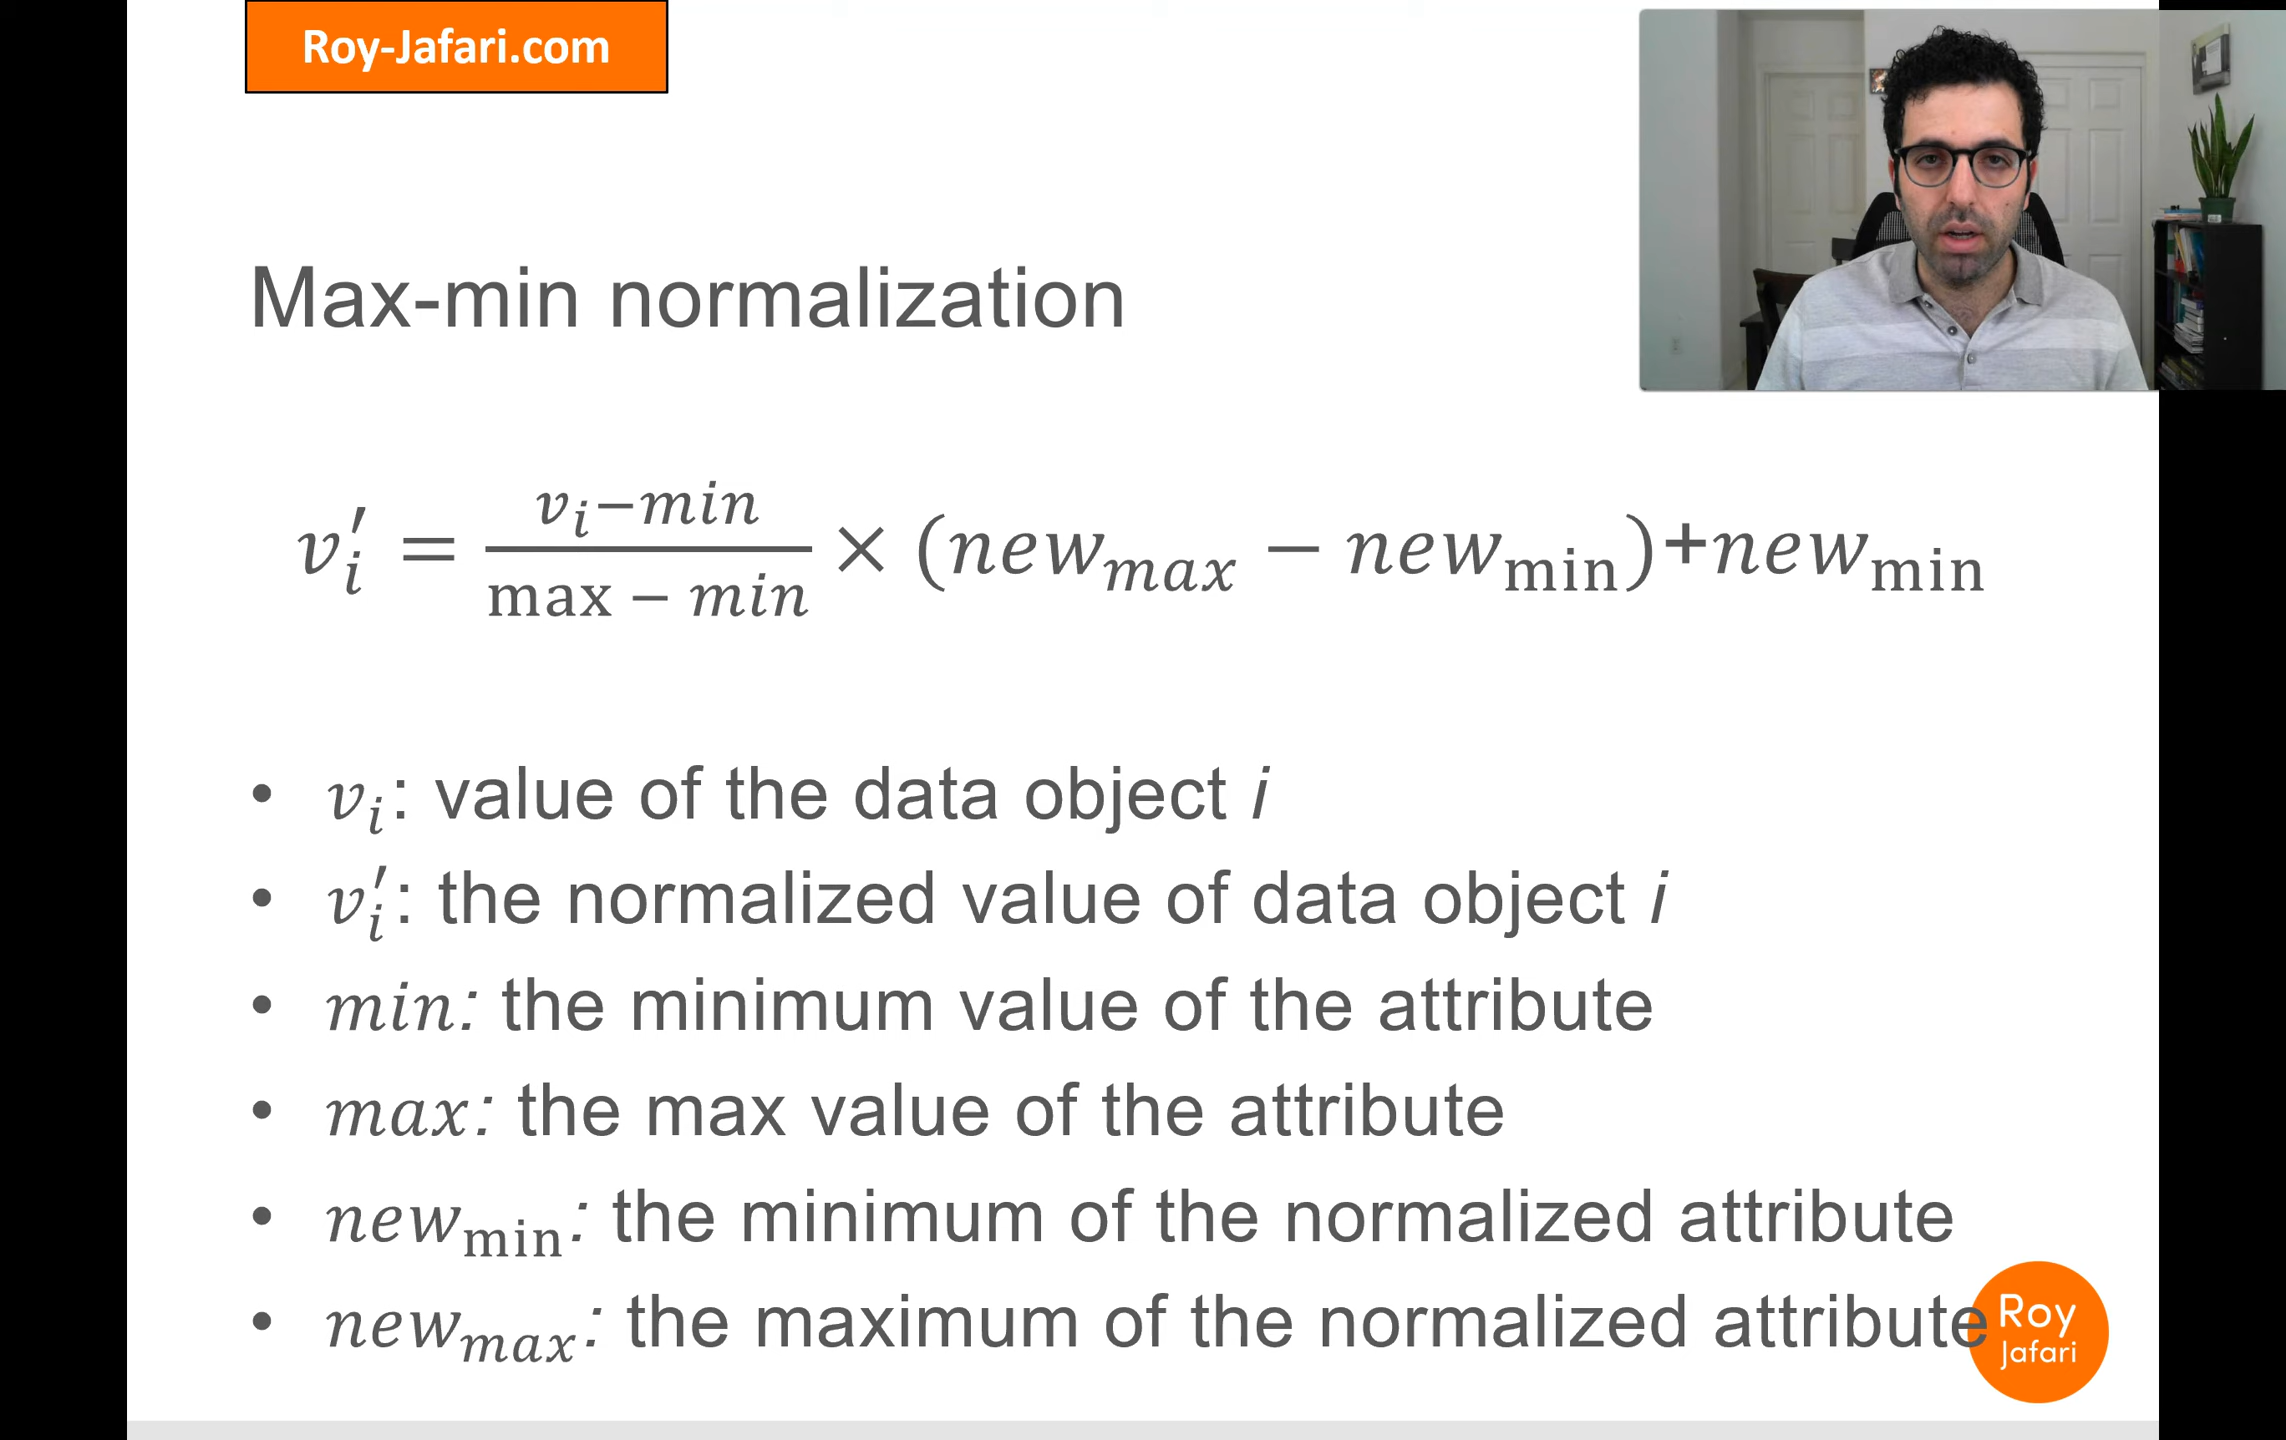 Roy-Jafari.com
Max-min normalization
v′ᵢ = (vᵢ−min)/(max − min) × (new_max − new_min)+new_min
• vᵢ: value of the data object i
• v′ᵢ: the normalized value of data object i
• min: the minimum value of the attribute
• max: the max value of the attribute
• new_min: the minimum of the normalized attribute
• new_max: the maximum of the normalized attribute
Roy
Jafari